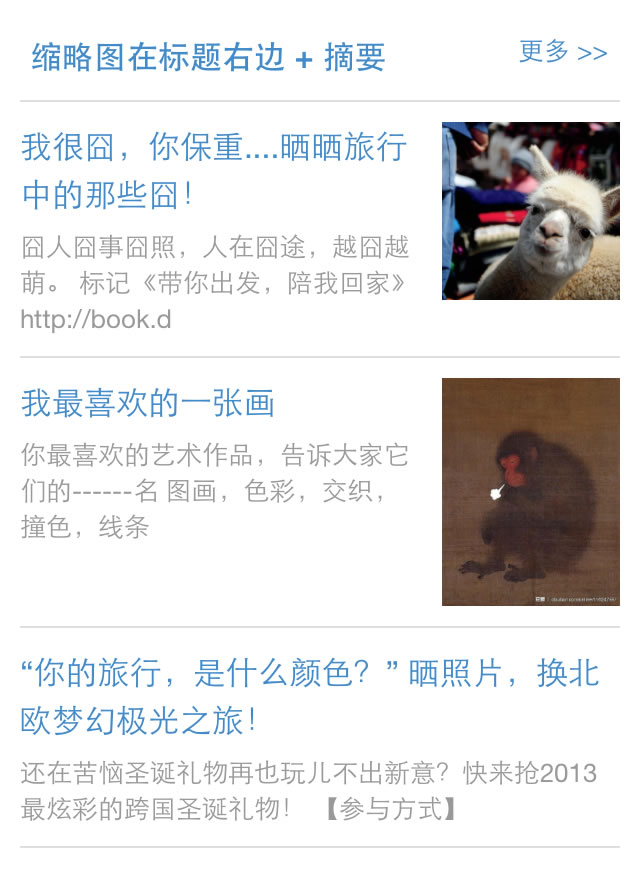 缩略图在标题右边 + 摘要
更多 >>
我很囧，你保重....晒晒旅行
中的那些囧！
囧人囧事囧照，人在囧途，越囧越
萌。 标记《带你出发，陪我回家》
http://book.d
我最喜欢的一张画
你最喜欢的艺术作品，告诉大家它
们的------名 图画，色彩，交织，
撞色，线条
“你的旅行，是什么颜色？” 晒照片，换北
欧梦幻极光之旅！
还在苦恼圣诞礼物再也玩儿不出新意？快来抢2013
最炫彩的跨国圣诞礼物！ 【参与方式】